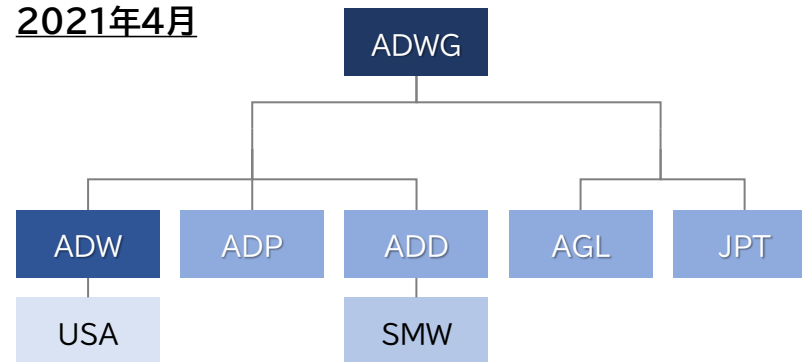 2021年4月
ADWG
ADW
ADP
ADD
AGL
JPT
USA
SMW